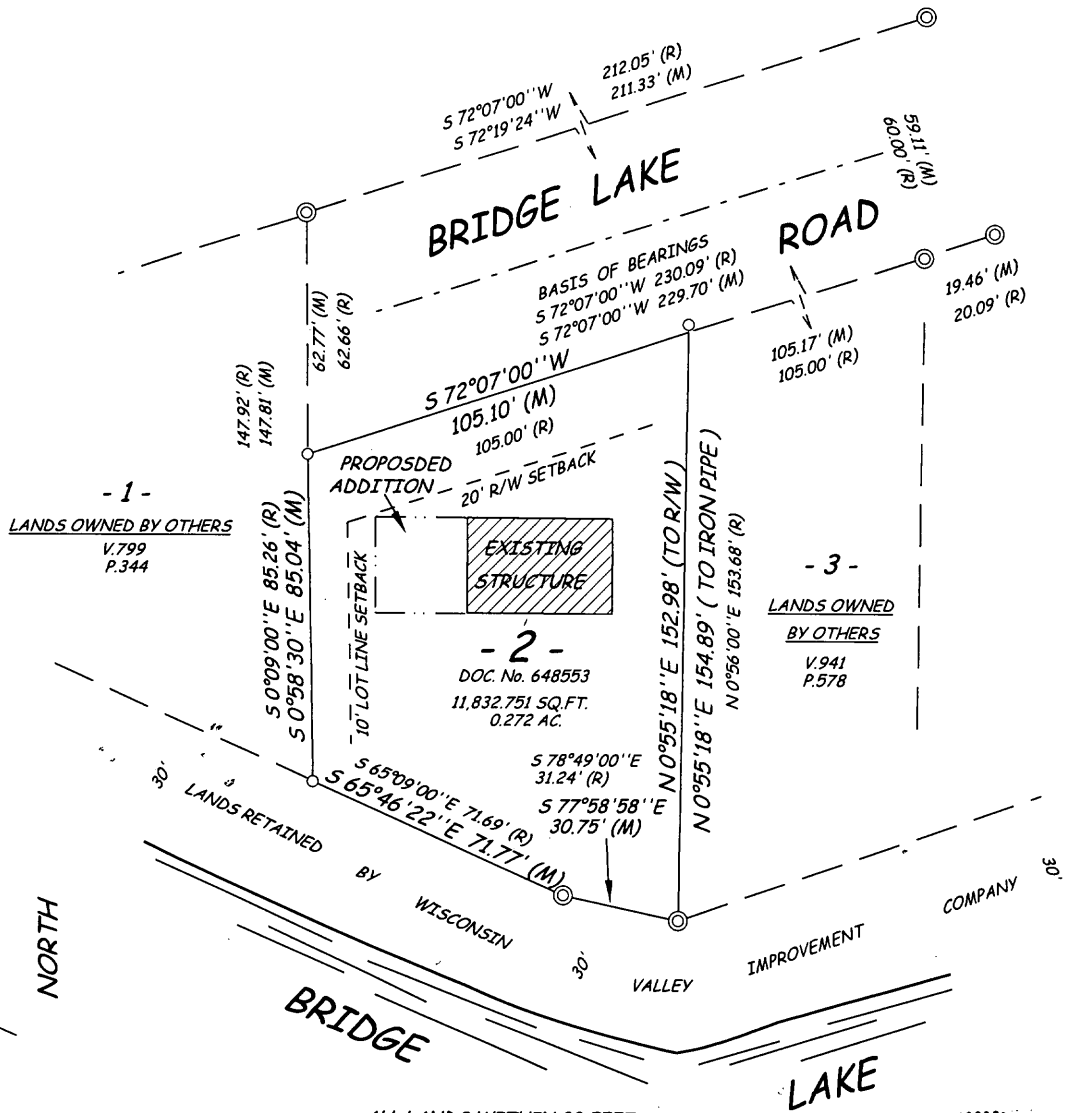 S 72°07'00''W
S 72°19'24''W
212.05' (R)
211.33' (M)
BRIDGE LAKE
ROAD
59.11' (M)
60.00' (R)
BASIS OF BEARINGS
S 72°07'00''W 230.09' (R)
S 72°07'00''W 229.70' (M)
19.46' (M)
20.09' (R)
105.17' (M)
105.00' (R)
62.77' (M)
62.66' (R)
147.92' (R)
147.81' (M)
S 72°07'00''W
105.10' (M)
105.00' (R)
PROPOSDED
ADDITION
20' R/W SETBACK
- 1 -
LANDS OWNED BY OTHERS
V.799
P.344
S 0°09'00''E 85.26' (R)
S 0°58'30''E 85.04' (M)
10' LOT LINE SETBACK
EXISTING
STRUCTURE
- 2 -
DOC. No. 648553
11,832.751 SQ.FT.
0.272 AC.
N 0°55'18''E 152.98' (TO R/W)
N 0°55'18''E 154.89' ( TO IRON PIPE )
N 0°56'00''E 153.68' (R)
- 3 -
LANDS OWNED
BY OTHERS
V.941
P.578
S 78°49'00''E
31.24' (R)
S 77°58'58''E
30.75' (M)
S 65°09'00''E 71.69' (R)
S 65°46'22''E 71.77' (M)
30'
LANDS RETAINED
BY
WISCONSIN
30'
VALLEY
IMPROVEMENT
COMPANY
30'
NORTH
BRIDGE
LAKE